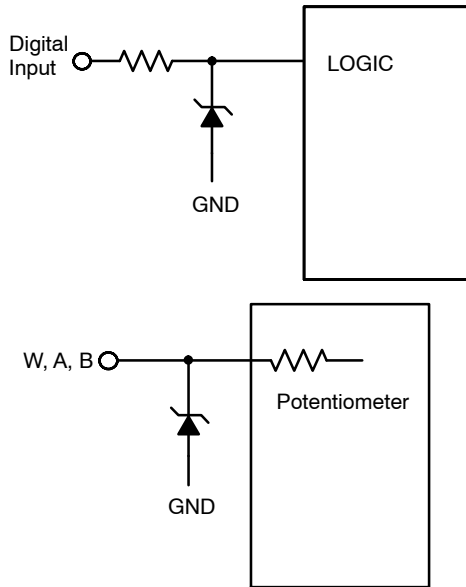 Digital
Input
LOGIC
GND
W, A, B
Potentiometer
GND